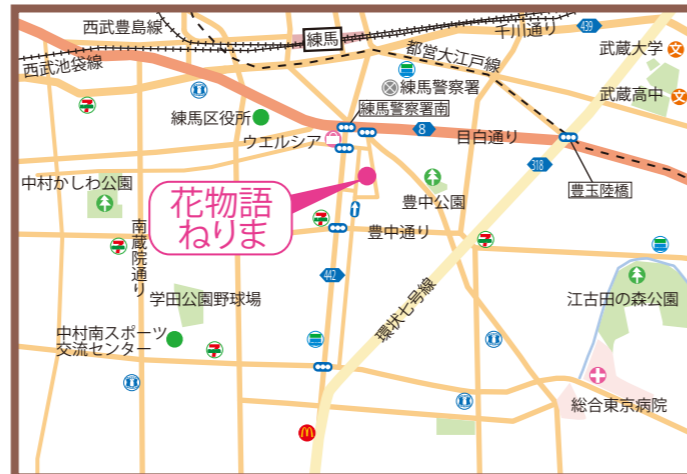 西武豊島線
練馬
千川通り
439
西武池袋線
都営大江戸線
武蔵大学
文
練馬警察署
武蔵高中
文
練馬区役所
練馬警察署南
ウエルシア
8
目白通り
318
豊玉陸橋
中村かしわ公園
花物語
ねりま
豊中公園
南蔵院通り
豊中通り
442
環状七号線
学田公園野球場
江古田の森公園
中村南スポーツ
交流センター
総合東京病院